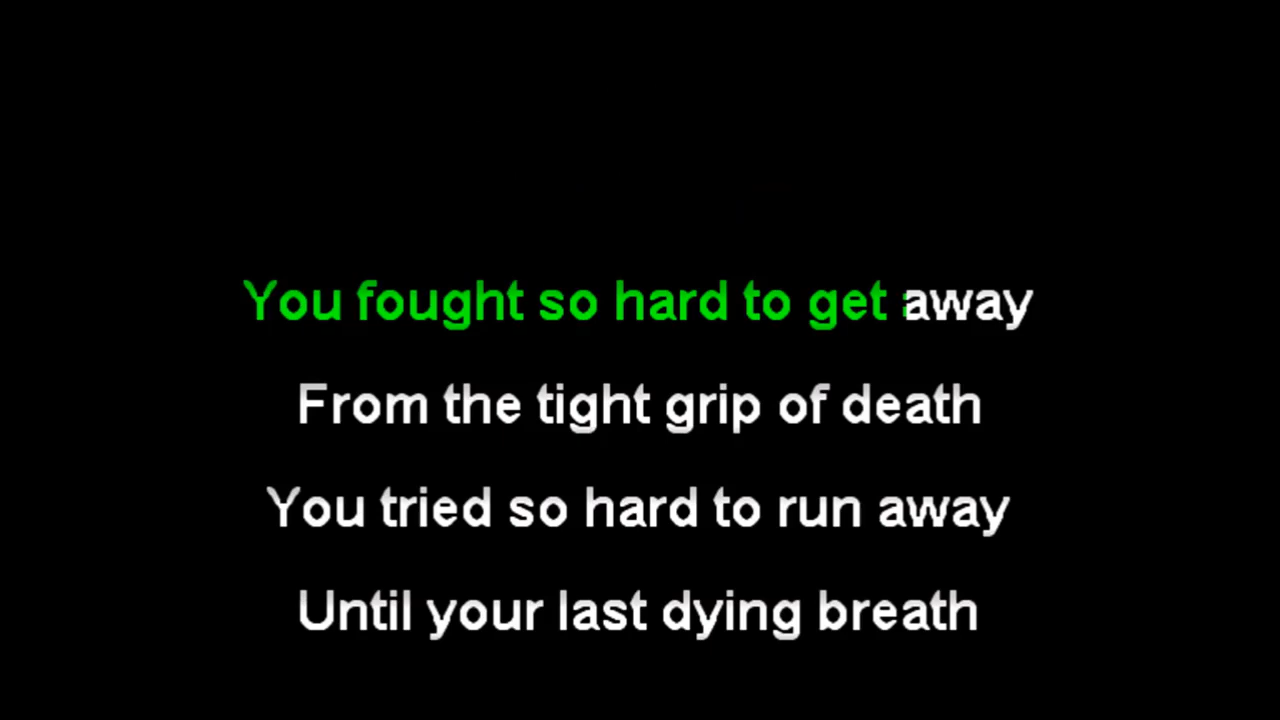 You fought so hard to get away
From the tight grip of death
You tried so hard to run away
Until your last dying breath